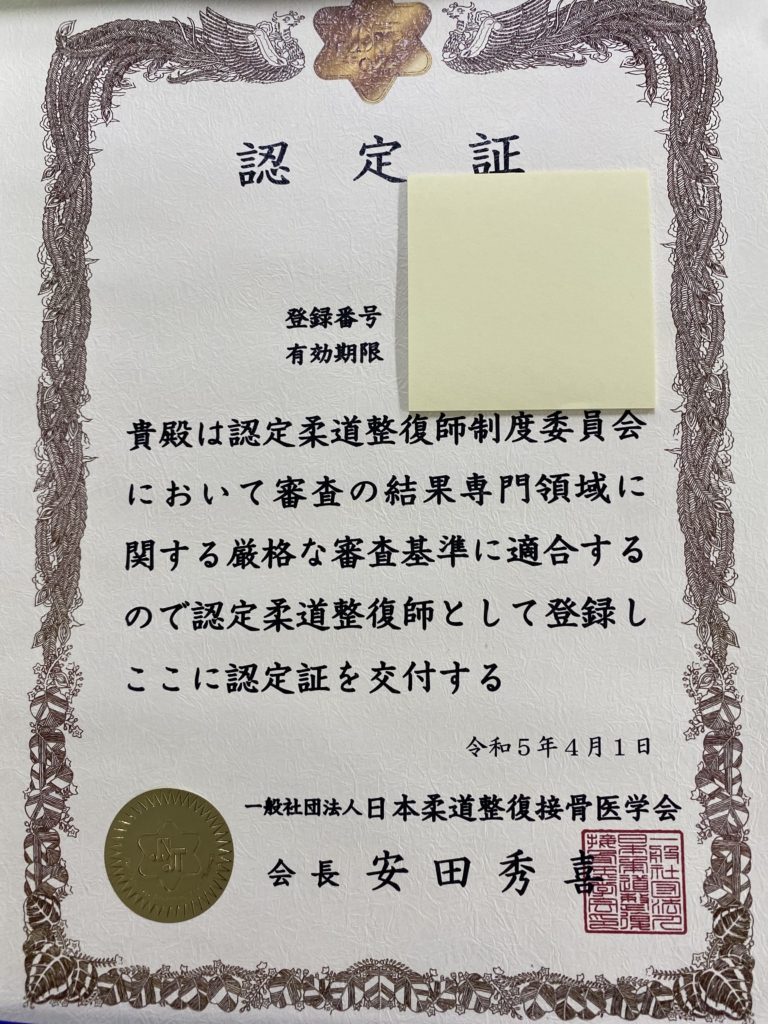 認定証
登録番号
有効期限
貴殿は認定柔道整復師制度委員会
において審査の結果専門領域に
関する厳格な審査基準に適合する
ので認定柔道整復師として登録し
ここに認定証を交付する
令和5年4月1日
一般社団法人日本柔道整復接骨医学会
会長 安田秀喜